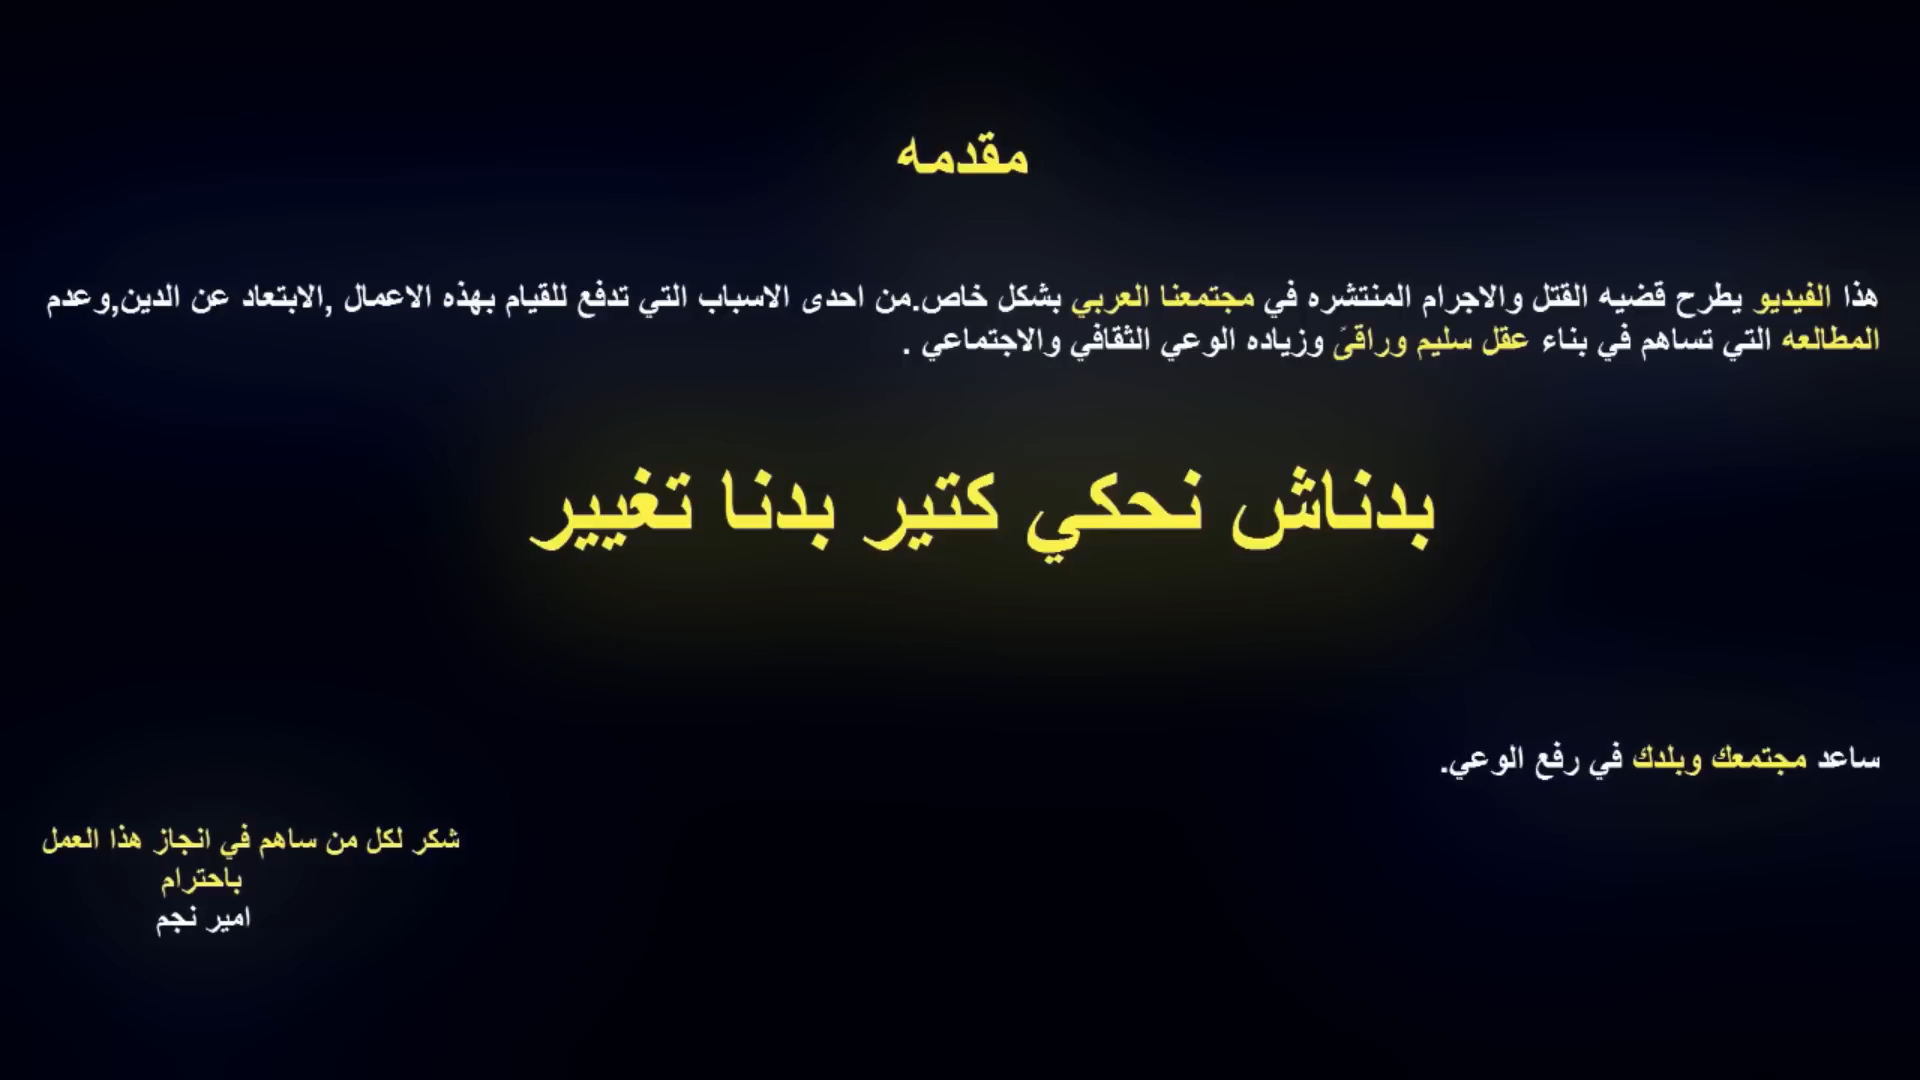 مقدمه
هذا الفيديو يطرح قضيه القتل والاجرام المنتشره في مجتمعنا العربي بشكل خاص.من احدى الاسباب التي تدفع للقيام بهذه الاعمال ,الابتعاد عن الدين,وعدم
المطالعه التي تساهم في بناء عقل سليم وراقىً وزياده الوعي الثقافي والاجتماعي .
بدناش نحكي كتير بدنا تغيير
ساعد مجتمعك وبلدك في رفع الوعي.
شكر لكل من ساهم في انجاز هذا العمل
باحترام
امير نجم